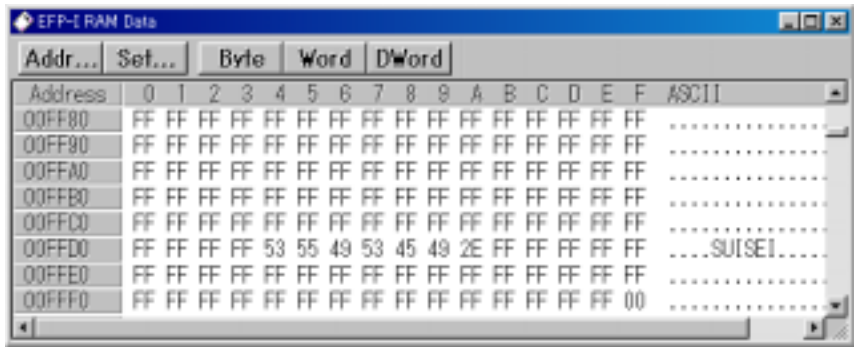 EFP-I RAM Data
Addr... Set... Byte Word DWord
Address 0 1 2 3 4 5 6 7 8 9 A B C D E F ASCII
00FF80 FF FF FF FF FF FF FF FF FF FF FF FF FF FF FF FF ................
00FF90 FF FF FF FF FF FF FF FF FF FF FF FF FF FF FF FF ................
00FFA0 FF FF FF FF FF FF FF FF FF FF FF FF FF FF FF FF ................
00FFB0 FF FF FF FF FF FF FF FF FF FF FF FF FF FF FF FF ................
00FFC0 FF FF FF FF FF FF FF FF FF FF FF FF FF FF FF FF ................
00FFD0 FF FF FF FF 53 55 49 53 45 49 2E FF FF FF FF FF ....SUISEI.....
00FFE0 FF FF FF FF FF FF FF FF FF FF FF FF FF FF FF FF ................
00FFF0 FF FF FF FF FF FF FF FF FF FF FF FF FF FF FF 00 ................